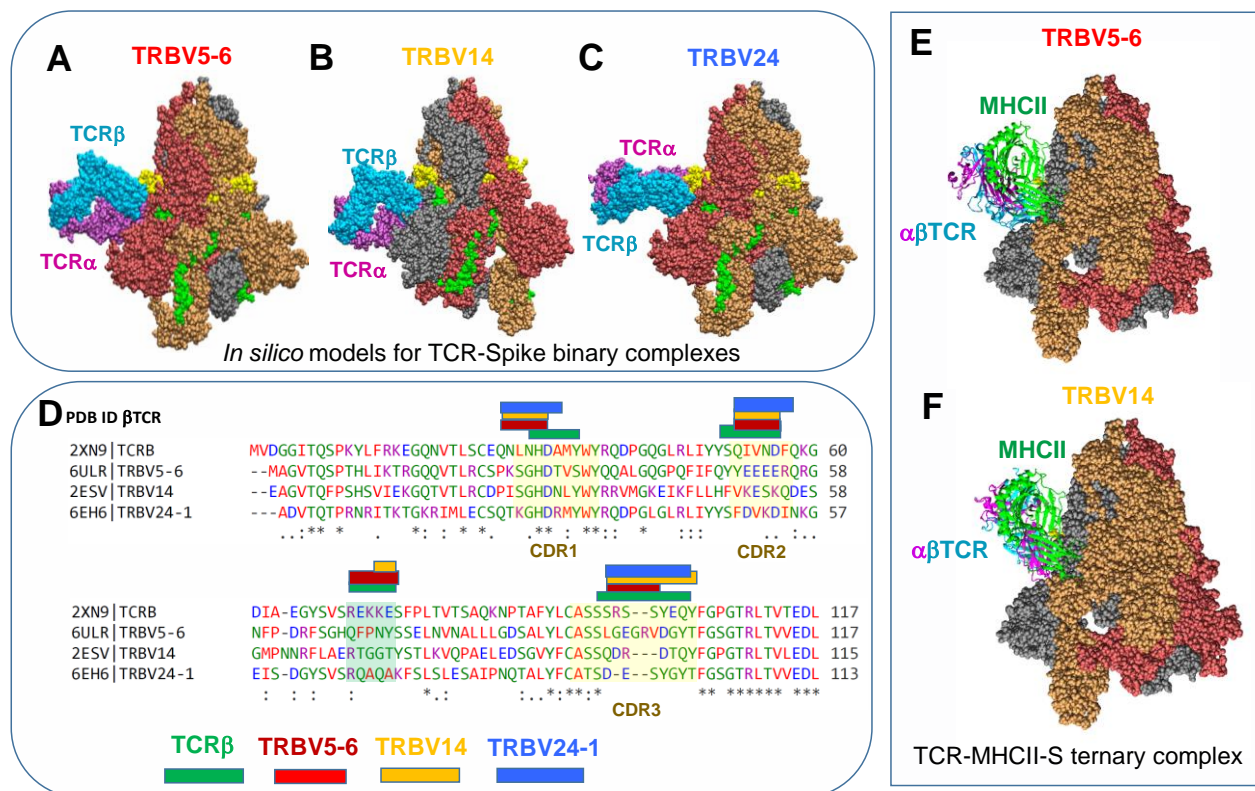 A
TRBV5-6
TCRβ
TCRα
B
TRBV14
TCRβ
TCRα
C
TRBV24
TCRα
TCRβ
In silico models for TCR-Spike binary complexes
D PDB ID βTCR
2XN9|TCRB MVDGGITQSPKYLFRKEGQNVTLSCEQNLNHDAMYWYRQDPGQGLRLIYYSQIVNDFQKG 60
6ULR|TRBV5-6 --MAGVTQSPTHLIKTRGQQVTLRCSPKSGHDTVSWYQQALGQGPQFIFQYYEEEERQRG 58
2ESV|TRBV14 -EAGVTQFPSHSVIEKGQTVTLRCDPISGHDNLYWYRRVMGKEIKFLLHFVKESKQDES 58
6EH6|TRBV24-1 ---ADVTQTPRNRITKTGKRIMLECSQTKGHDRMYWYRQDPGLGLRLIYYSFDVKDINKG 57
. .:** * . *: * * . **: **.: * ::: . :.
CDR1 CDR2
2XN9|TCRB DIA-EGYSVSREKKESFPLTVTSAQKNPTAFYLCASSSRS--SYEQYFGPGTRLTVTEDL 117
6ULR|TRBV5-6 NFP-DRFSGHQFPNYSSELNVNALLLGDSALYLCASSLGEGRVDGYTFGSGTRLTVVEDL 117
2ESV|TRBV14 GMPNNRFLAERTGGTYSTLKVQPAELEDSGVYFCASSQDR---DTQYFGPGTRLTVVEDL 115
6EH6|TRBV24-1 EIS-DGYSVSRQAQAKFSLSLESAIPNQTALYFCATSD-E-SYGYTFGSGTRLTVVEDL 113
: : : : *.: :..*:**:* ** ****** ***
CDR3
TCRβ TRBV5-6 TRBV14 TRBV24-1
E
TRBV5-6
MHCII
αβTCR
F
TRBV14
MHCII
αβTCR
TCR-MHCII-S ternary complex